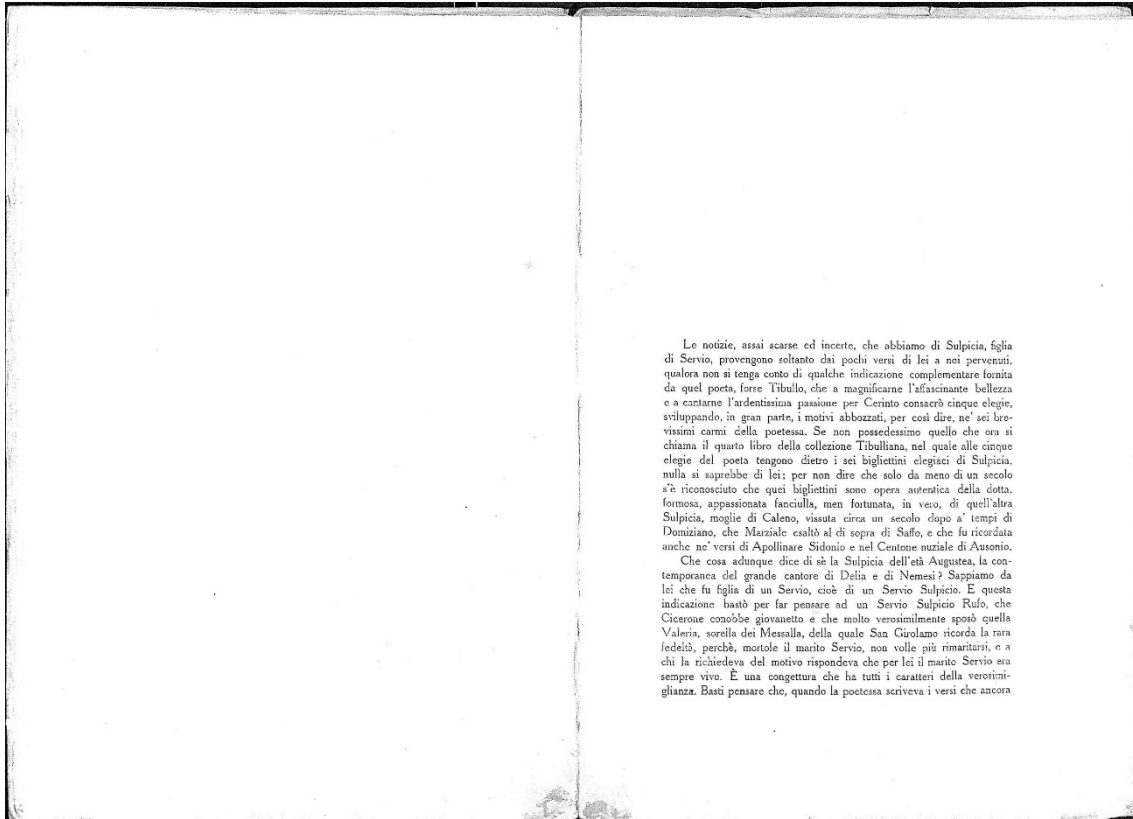 Le notizie, assai scarse ed incerte, che abbiamo di Sulpicia, figlia
di Servio, provengono soltanto dai pochi versi di lei a noi pervenuti,
qualora non si tenga conto di qualche indicazione complementare fornita
da quel poeta, forse Tibullo, che a magnificarne l'affascinante bellezza
e a cantarne l'ardentissima passione per Cerinto consacrò cinque elegie,
sviluppando, in gran parte, i motivi abbozzati, per così dire, ne' sei bre-
vissimi carmi della poetessa. Se non possedessimo quello che ora si
chiama il quarto libro della collezione Tibulliana, nel quale alle cinque
elegie del poeta tengono dietro i sei bigliettini elegiaci di Sulpicia,
nulla si saprebbe di lei; per non dire che solo da meno di un secolo
s'è riconosciuto che quei bigliettini sono opera autentica della dotta,
formosa, appassionata fanciulla, men fortunata, in vero, di quell'altra
Sulpicia, moglie di Caleno, vissuta circa un secolo dopo a' tempi di
Domiziano, che Marziale esaltò al di sopra di Saffo, e che fu ricordata
anche ne' versi di Apollinare Sidonio e nel Centone nuziale di Ausonio.
Che cosa adunque dice di sè la Sulpicia dell'età Augustea, la con-
temporanea del grande cantore di Delia e di Nemesi? Sappiamo da
lei che fu figlia di un Servio, cioè di un Servio Sulpicio. E questa
indicazione bastò per far pensare ad un Servio Sulpicio Rufo, che
Cicerone conobbe giovanetto e che molto verosimilmente sposò quella
Valeria, sorella dei Messalla, della quale San Girolamo ricorda la rara
fedeltà, perchè, mortole il marito Servio, non volle più rimaritarsi, e a
chi la richiedeva del motivo rispondeva che per lei il marito Servio era
sempre vivo. È una congettura che ha tutti i caratteri della verosimi-
glianza. Basti pensare che, quando la poetessa scriveva i versi che ancora